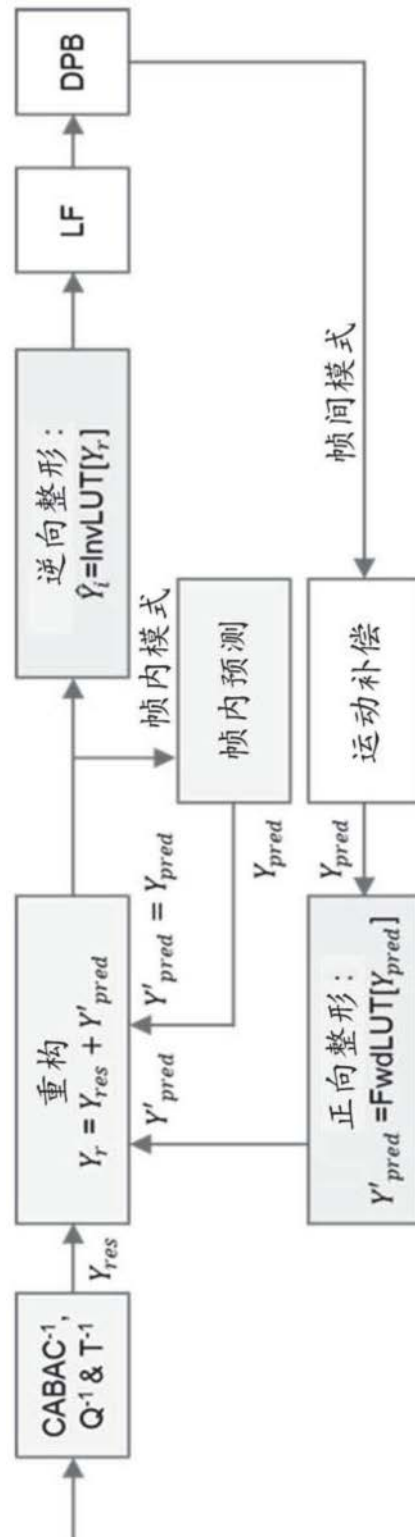 CABAC⁻¹,
Q⁻¹ & T⁻¹
Y_res
重构
Y_r = Y_res + Y'_pred
逆向整形:
Ŷ_i=InvLUT[Y_r]
LF
DPB
帧内模式
帧内预测
Y_pred
Y'_pred = Y_pred
Y'_pred
正向整形:
Y'_pred =FwdLUT[Y_pred]
Y_pred
运动补偿
帧间模式